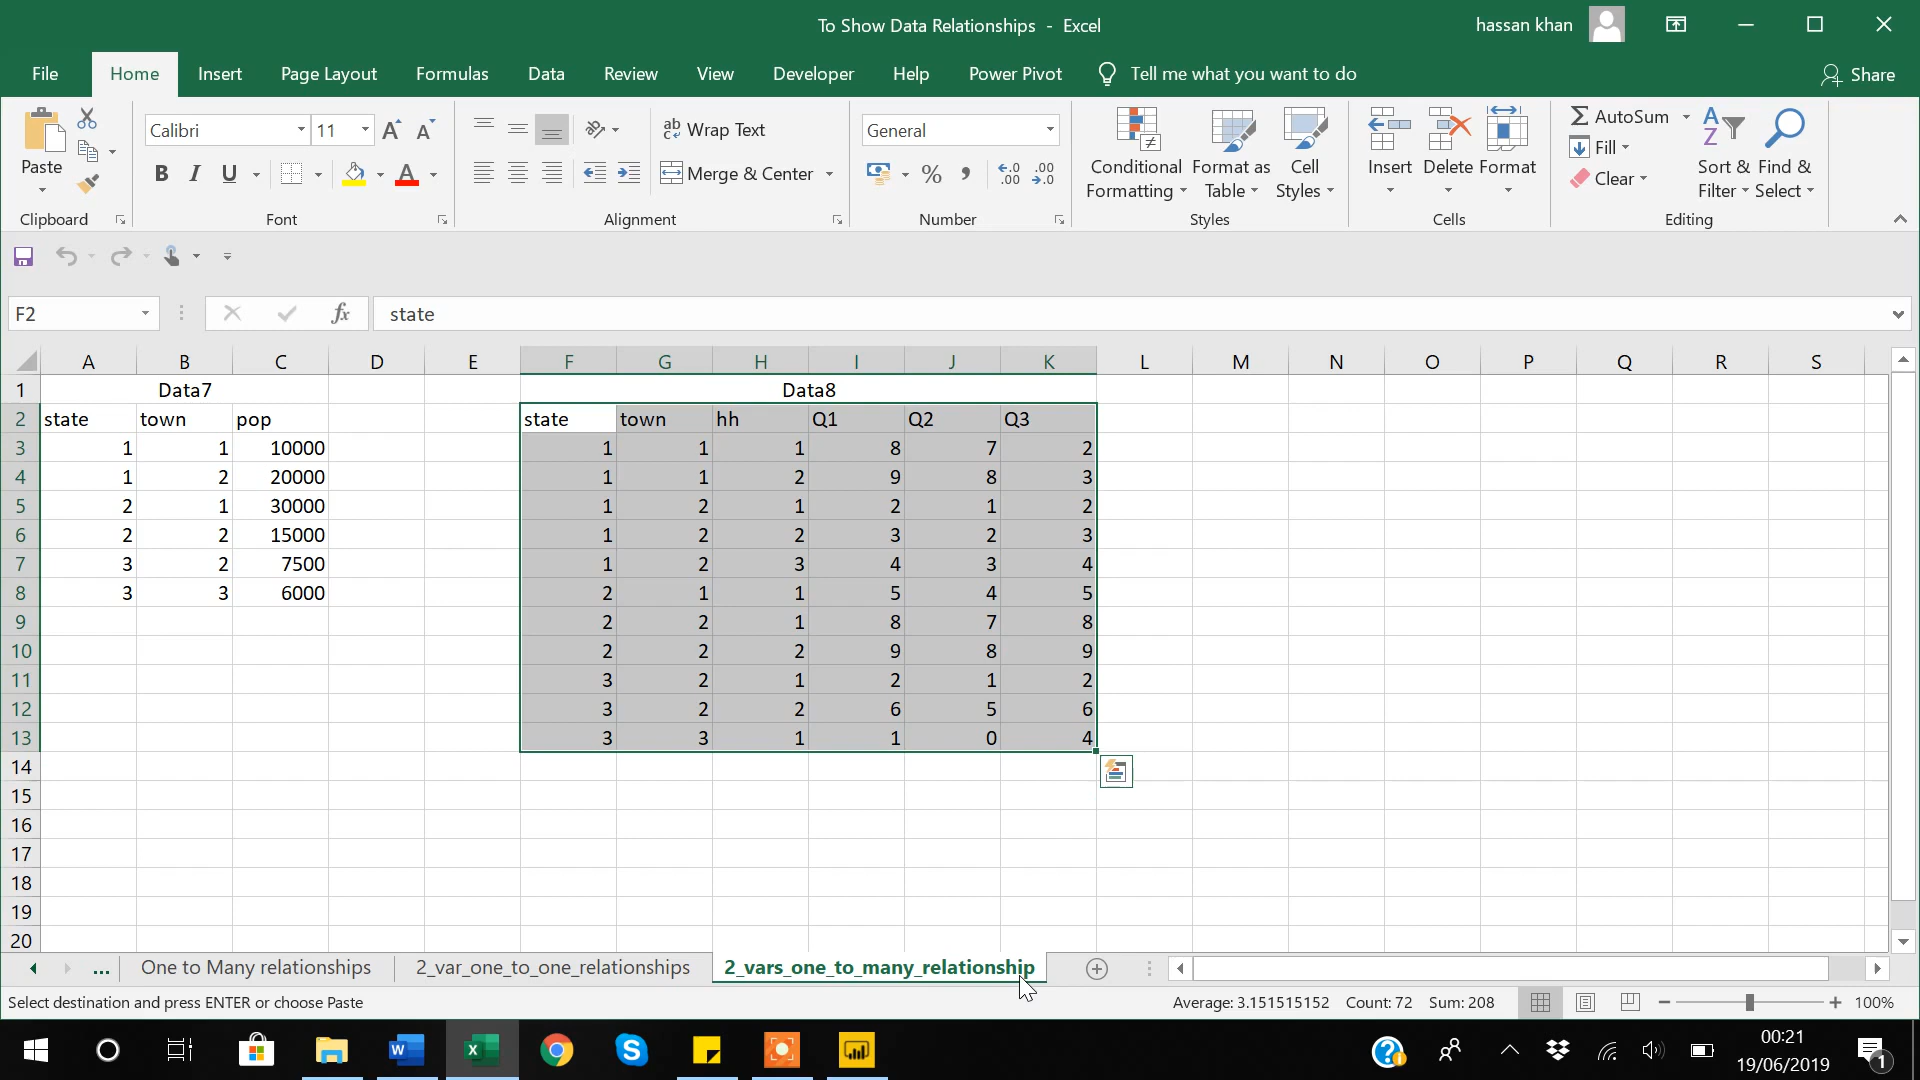 To Show Data Relationships - Excel
hassan khan
File Home Insert Page Layout Formulas Data Review View Developer Help Power Pivot Tell me what you want to do Share
Calibri 11 Wrap Text General AutoSum
Paste B I U Merge & Center % , Conditional Formatting Format as Table Cell Styles Insert Delete Format Fill Clear Sort & Filter Find & Select
Clipboard Font Alignment Number Styles Cells Editing
F2 fx state
A B C D E F G H I J K L M N O P Q R S
1 Data7 Data8
2 state town pop state town hh Q1 Q2 Q3
3 1 1 10000 1 1 1 8 7 2
4 1 2 20000 1 1 2 9 8 3
5 2 1 30000 1 2 1 2 1 2
6 2 2 15000 1 2 2 3 2 3
7 3 2 7500 1 2 3 4 3 4
8 3 3 6000 2 1 1 5 4 5
9 2 2 1 8 7 8
10 2 2 2 9 8 9
11 3 2 1 2 1 2
12 3 2 2 6 5 6
13 3 3 1 1 0 4
14
15
16
17
18
19
20
... One to Many relationships 2_var_one_to_one_relationships 2_vars_one_to_many_relationship
Select destination and press ENTER or choose Paste Average: 3.151515152 Count: 72 Sum: 208 100%
00:21
19/06/2019
1